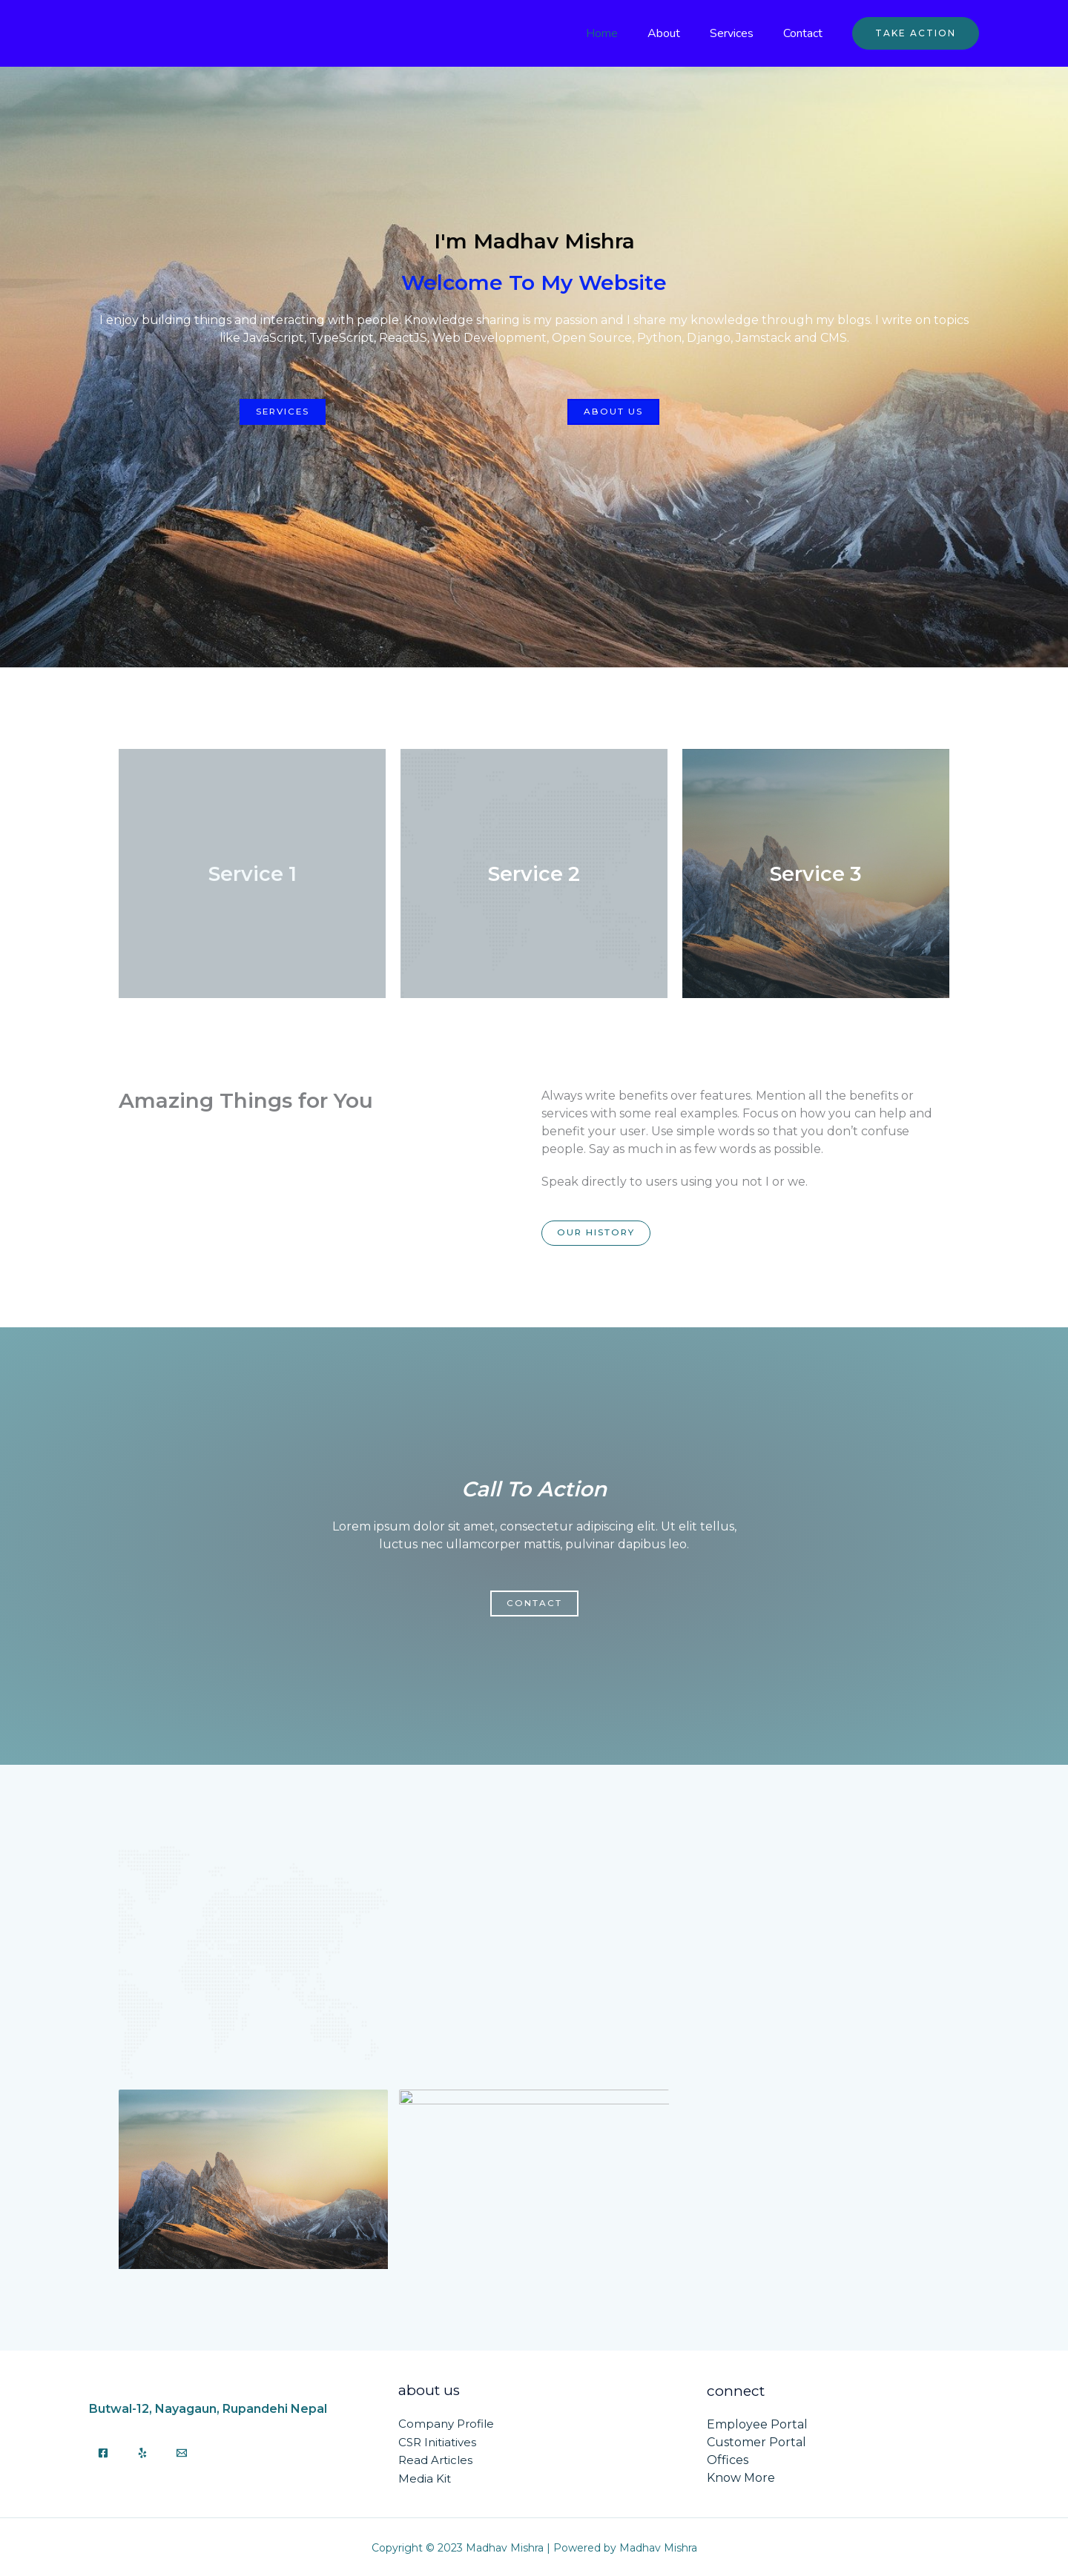 Home About Services Contact TAKE ACTION
I'm Madhav Mishra
Welcome To My Website
I enjoy building things and interacting with people. Knowledge sharing is my passion and I share my knowledge through my blogs. I write on topics
like JavaScript, TypeScript, ReactJS, Web Development, Open Source, Python, Django, Jamstack and CMS.
SERVICES ABOUT US
Service 1 Service 2 Service 3
Amazing Things for You
Always write benefits over features. Mention all the benefits or
services with some real examples. Focus on how you can help and
benefit your user. Use simple words so that you don’t confuse
people. Say as much in as few words as possible.
Speak directly to users using you not I or we.
OUR HISTORY
Call To Action
Lorem ipsum dolor sit amet, consectetur adipiscing elit. Ut elit tellus,
luctus nec ullamcorper mattis, pulvinar dapibus leo.
CONTACT
Butwal-12, Nayagaun, Rupandehi Nepal
about us
Company Profile
CSR Initiatives
Read Articles
Media Kit
connect
Employee Portal
Customer Portal
Offices
Know More
Copyright © 2023 Madhav Mishra | Powered by Madhav Mishra